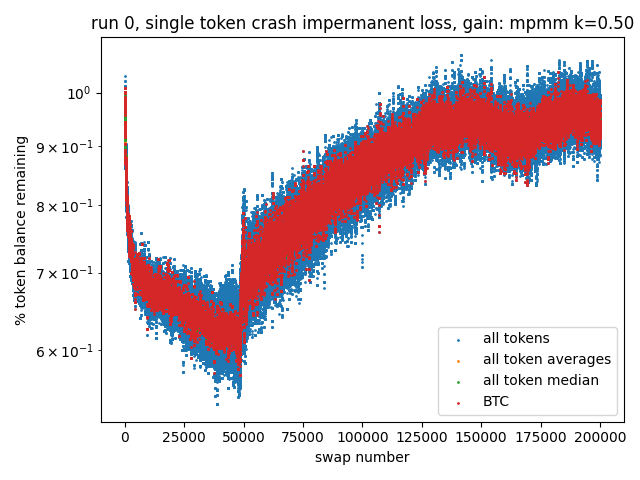 run 0, single token crash impermanent loss, gain: mpmm k=0.50
% token balance remaining
10⁰
9 × 10⁻¹
8 × 10⁻¹
7 × 10⁻¹
6 × 10⁻¹
all tokens
all token averages
all token median
BTC
0 25000 50000 75000 100000 125000 150000 175000 200000
swap number